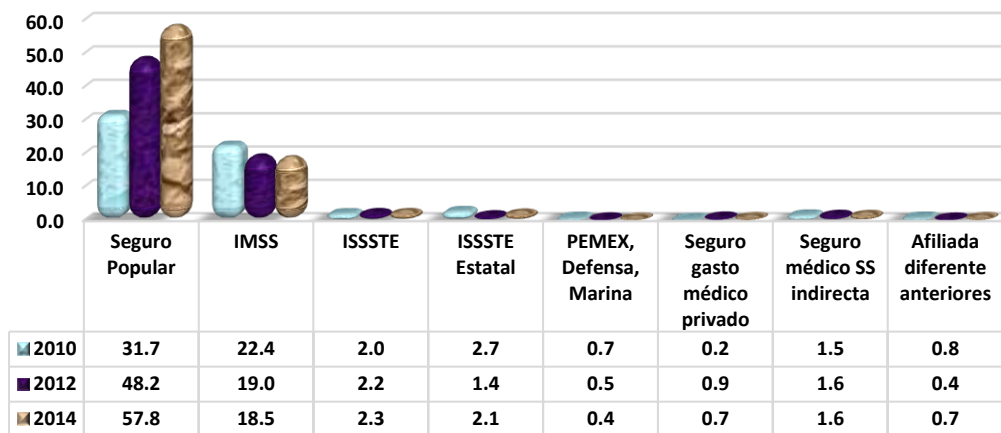 60.0
50.0
40.0
30.0
20.0
10.0
0.0
Seguro Popular IMSS ISSSTE ISSSTE Estatal PEMEX, Defensa, Marina Seguro gasto médico privado Seguro médico SS indirecta Afiliada diferente anteriores
2010 31.7 22.4 2.0 2.7 0.7 0.2 1.5 0.8
2012 48.2 19.0 2.2 1.4 0.5 0.9 1.6 0.4
2014 57.8 18.5 2.3 2.1 0.4 0.7 1.6 0.7